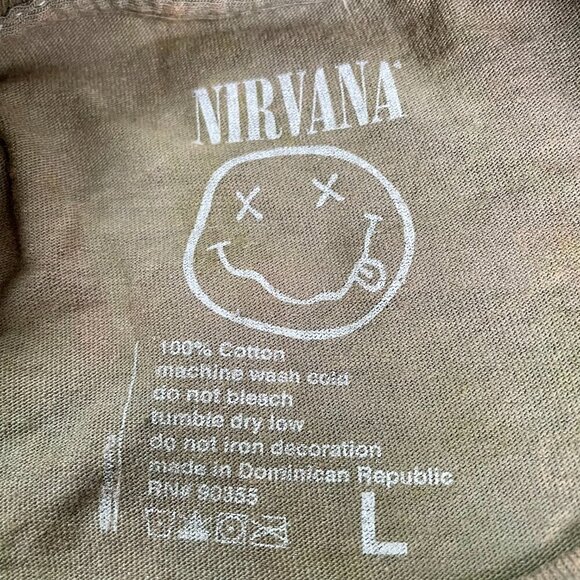 NIRVANA
100% Cotton
machine wash cold
do not bleach
tumble dry low
do not iron decoration
made in Dominican Republic
RN# 90355
L